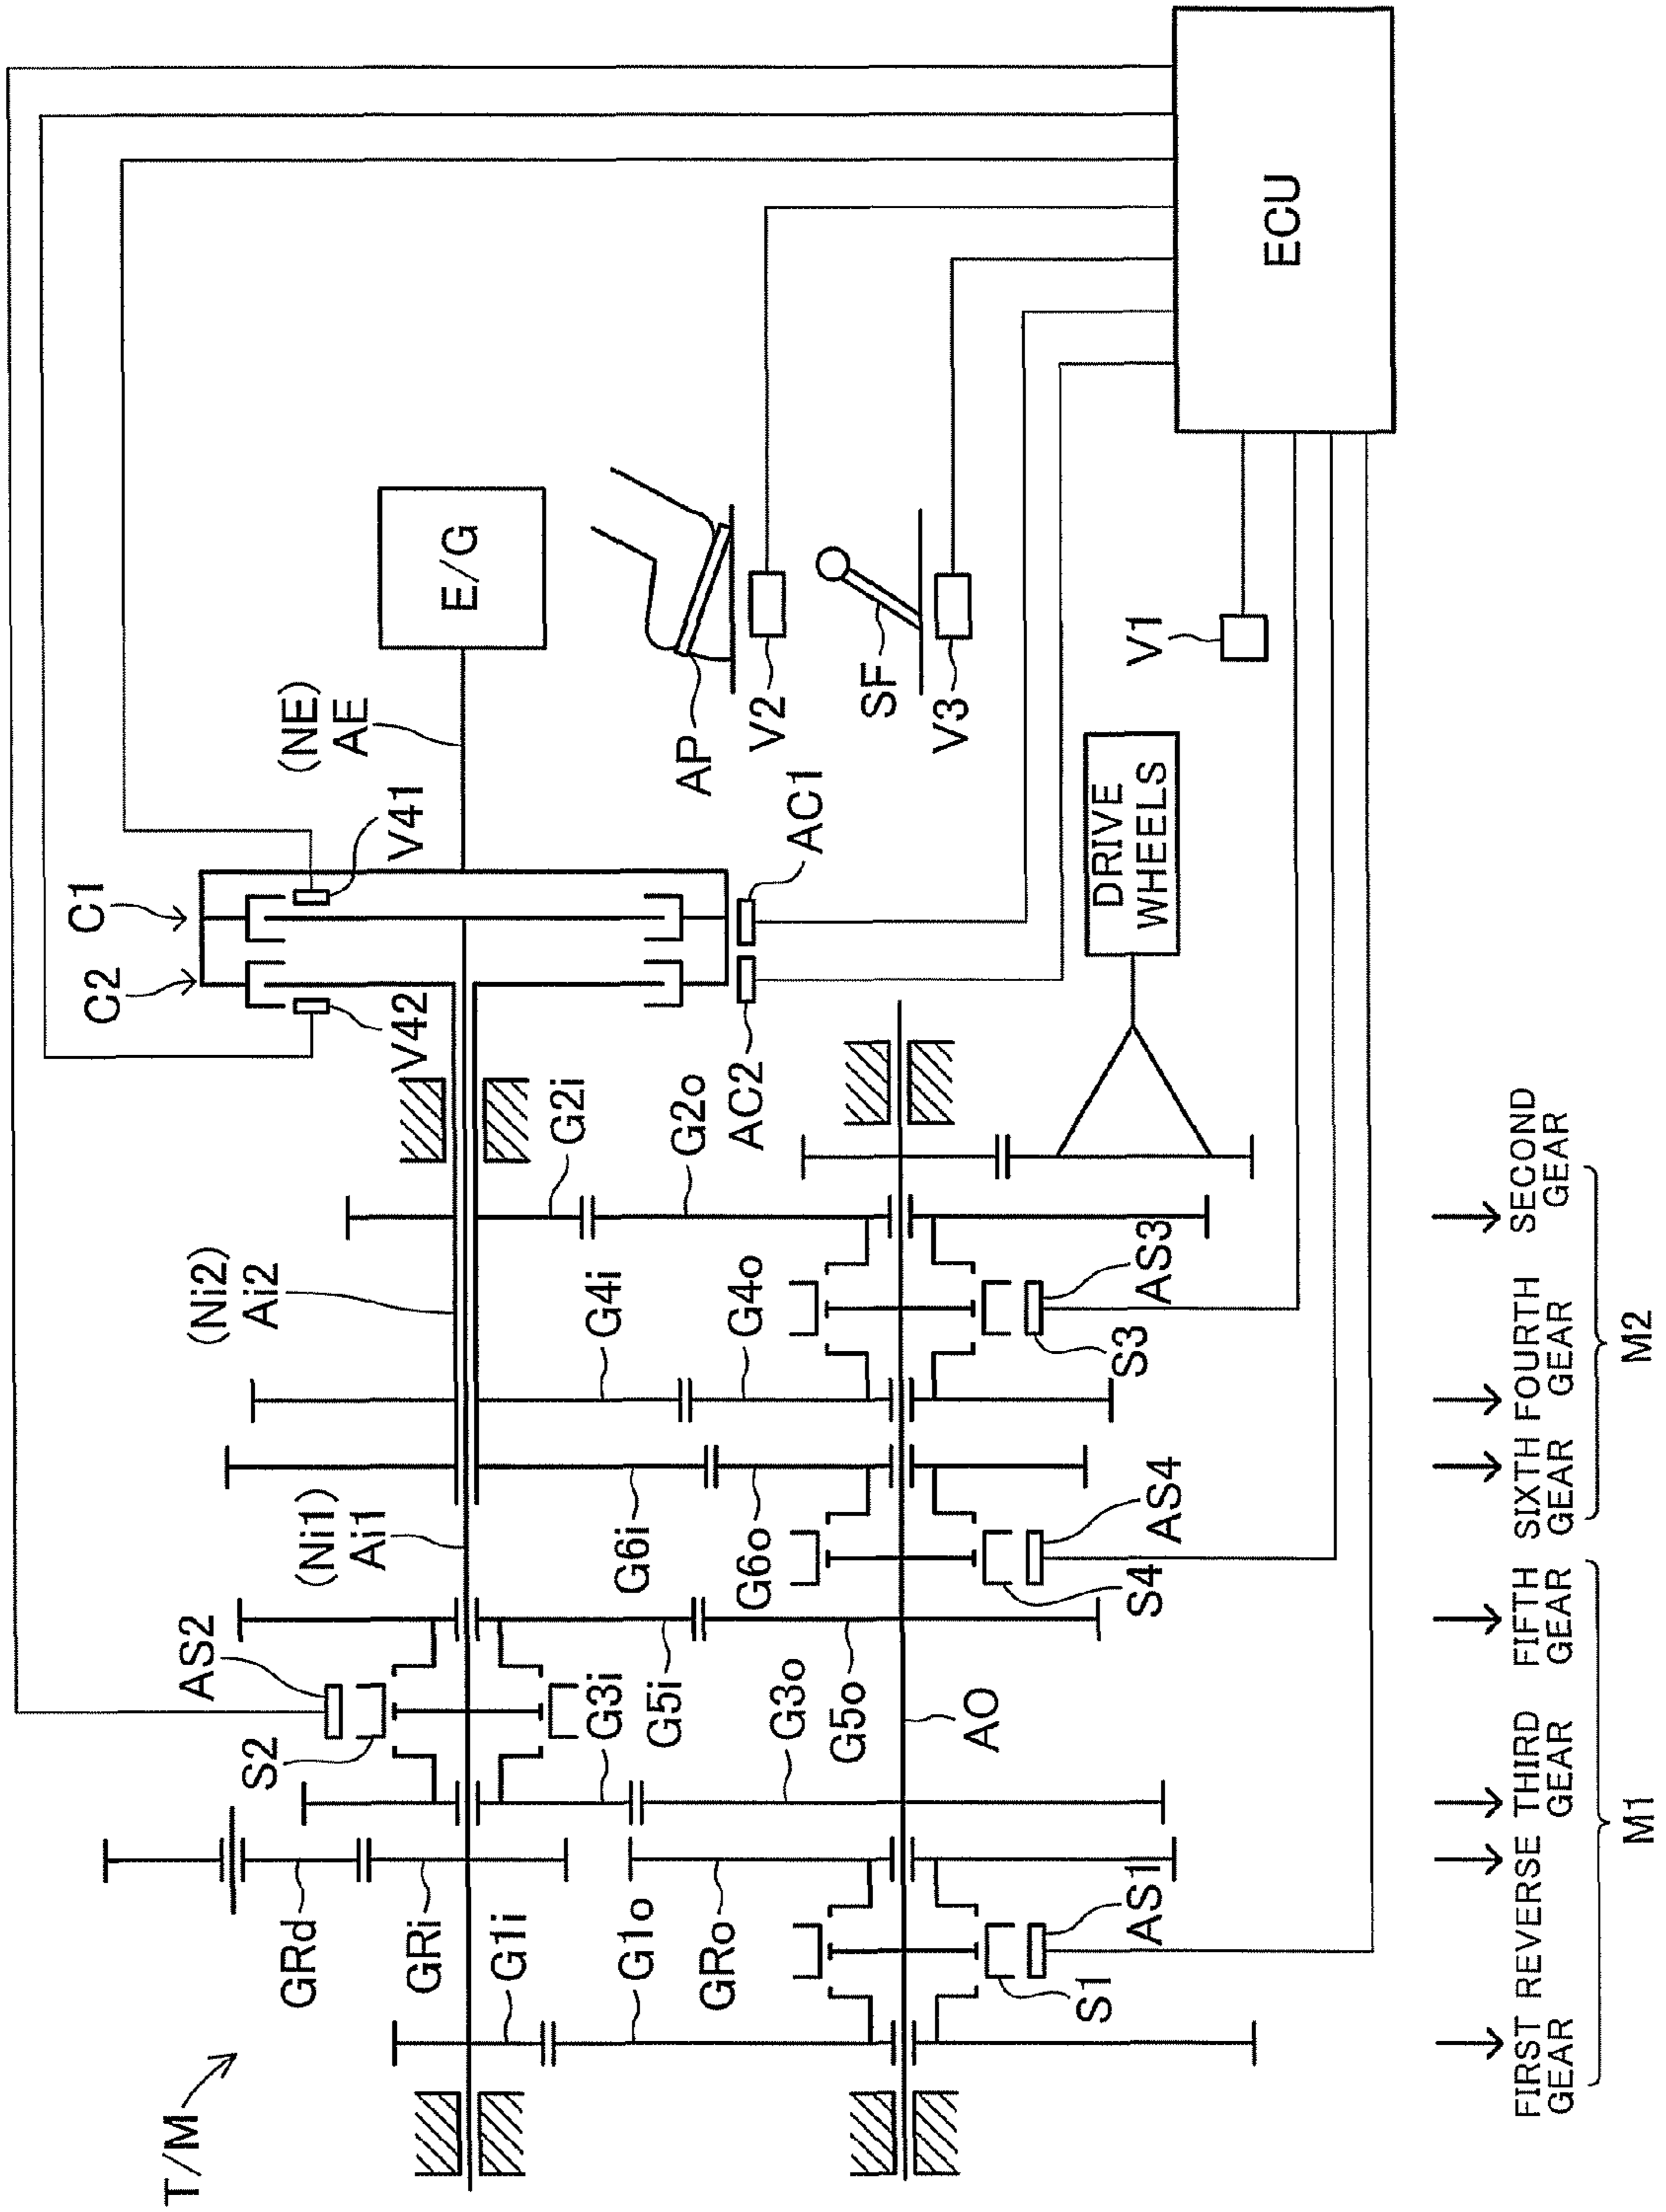 T/M
GRd
GRi
G1i
G1o
GRo
S1
AS1
S2
AS2
G3i
G5i
G3o
G5o
AO
(Ni1)
Ai1
G6i
G6o
S4
AS4
(Ni2)
Ai2
G4i
G4o
S3
AS3
G2i
G2o
C2
C1
V42
V41
AC2
AC1
(NE)
AE
E/G
AP
V2
SF
V3
V1
DRIVE
WHEELS
ECU
FIRST
GEAR
REVERSE
THIRD
GEAR
FIFTH
GEAR
SIXTH
GEAR
FOURTH
GEAR
SECOND
GEAR
M1
M2